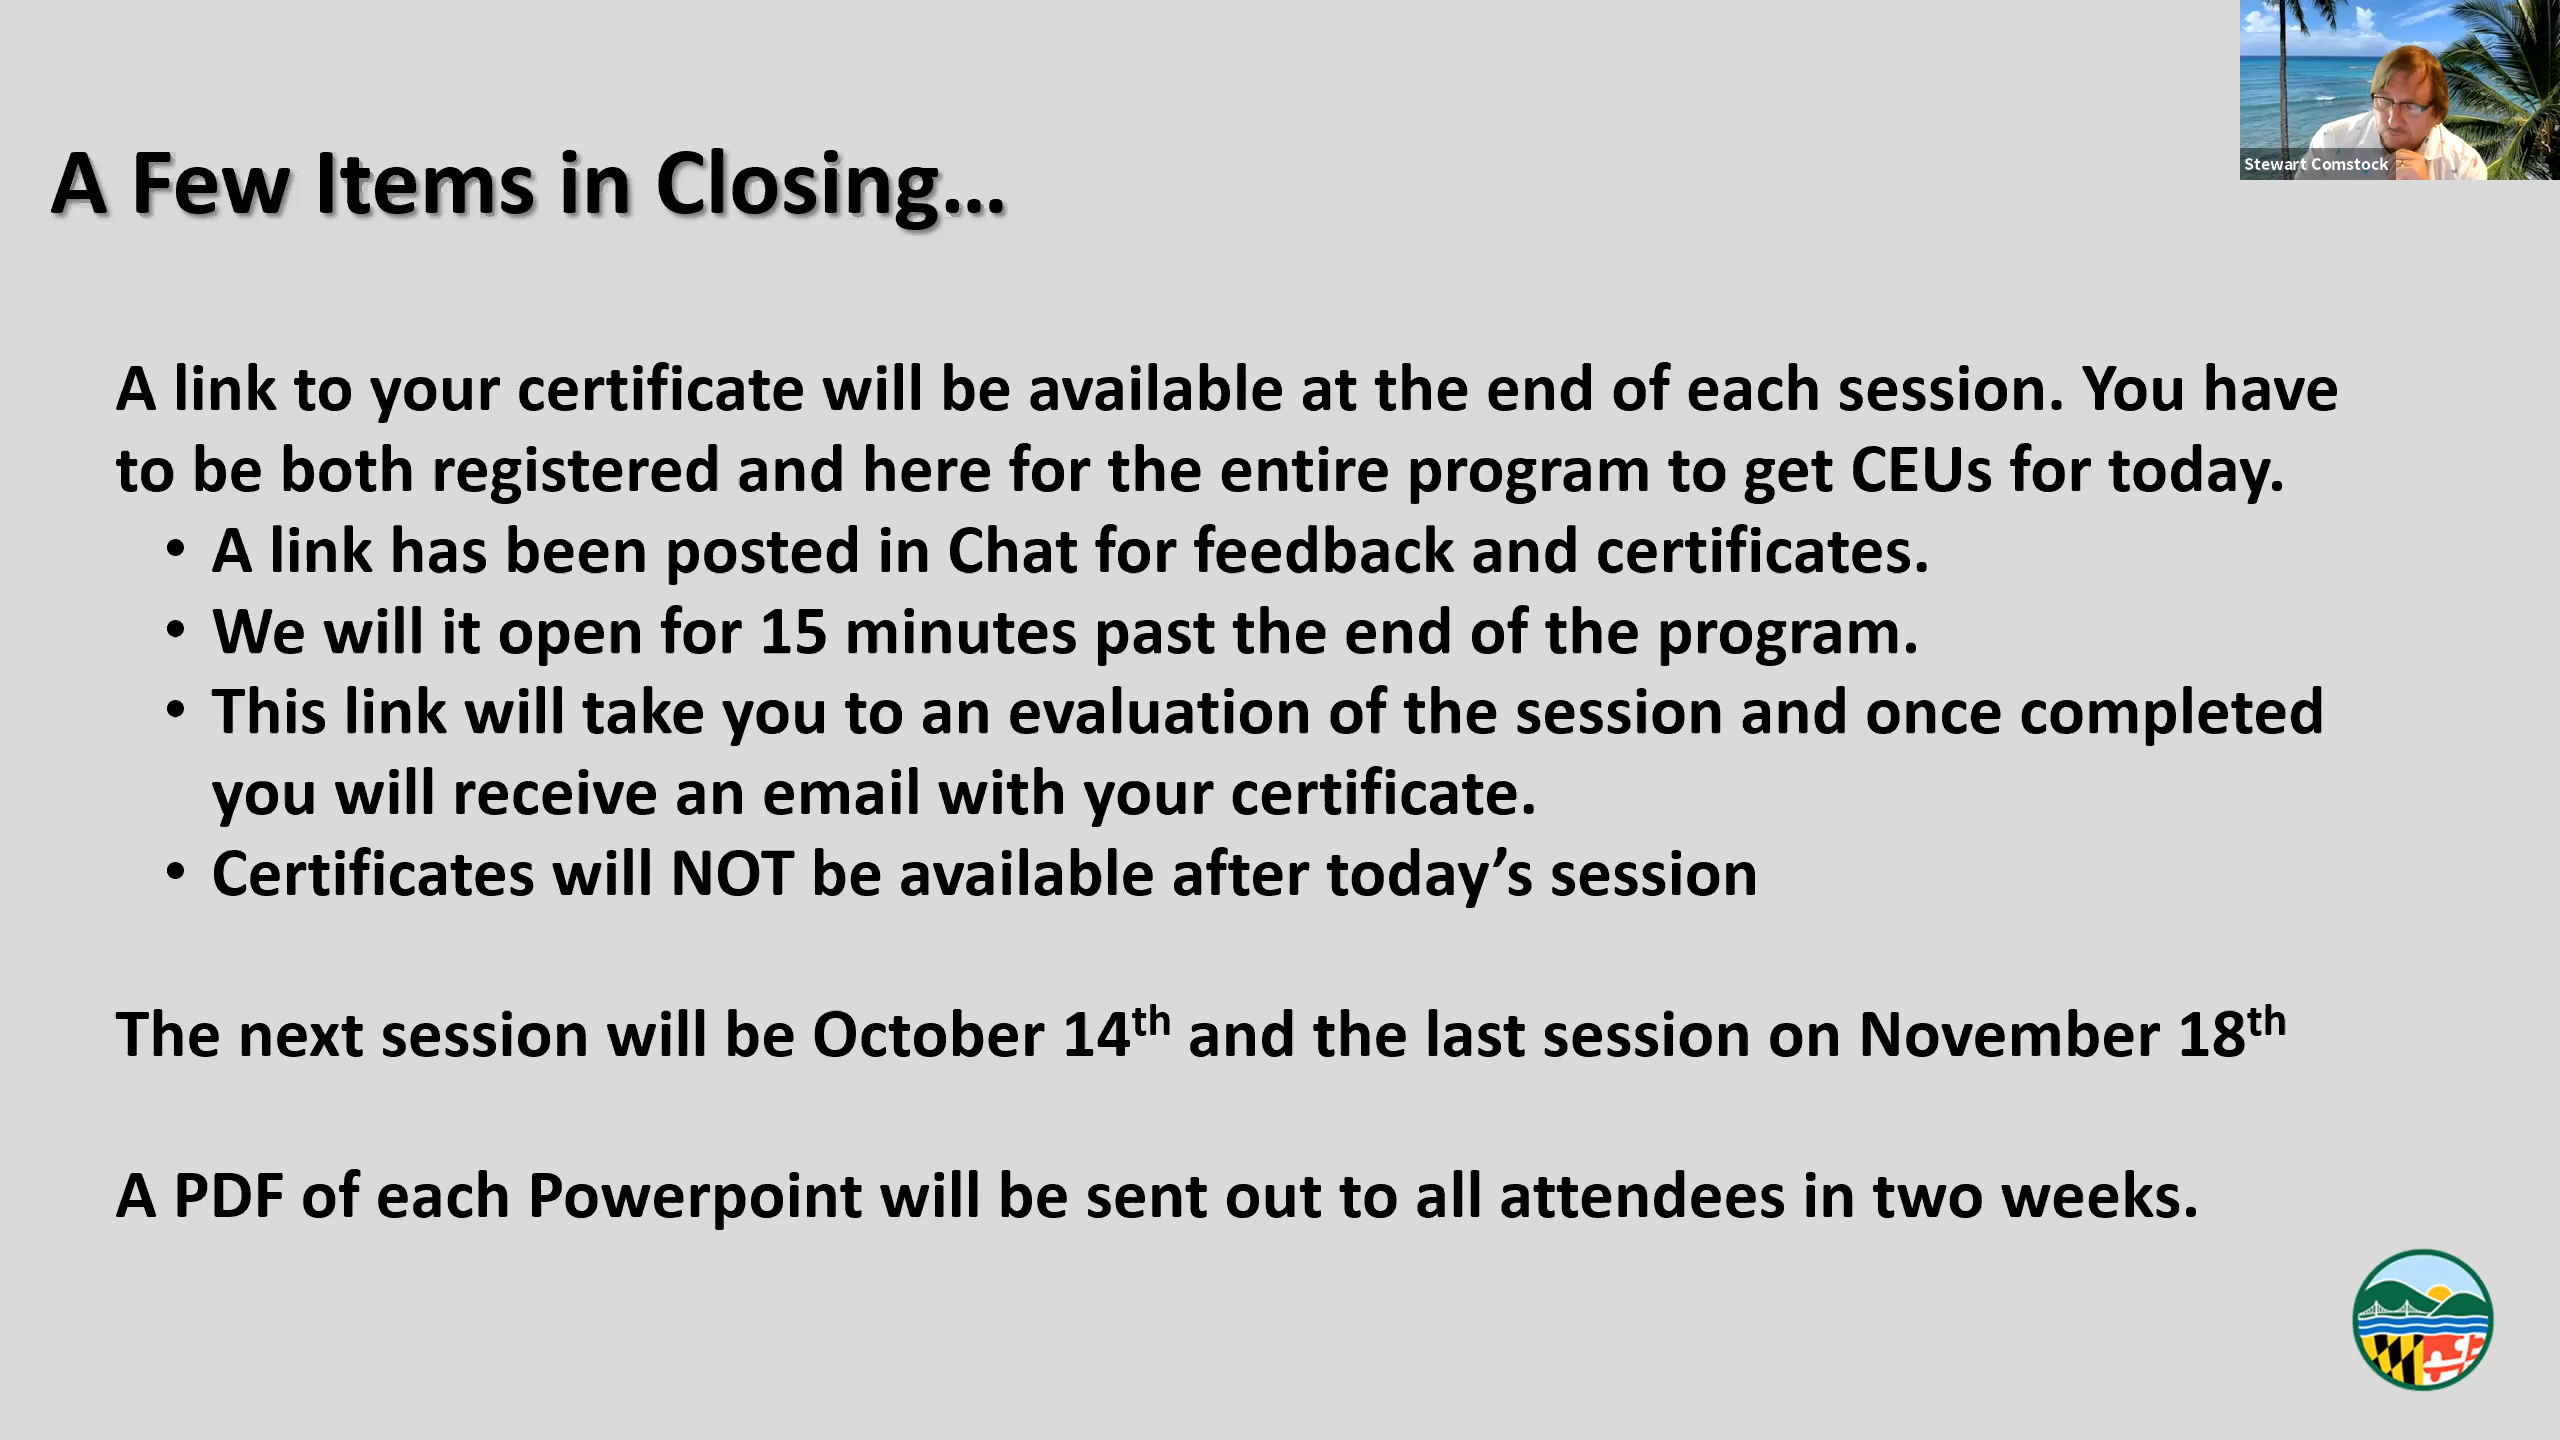 Stewart Comstock
A Few Items in Closing...
A link to your certificate will be available at the end of each session. You have
to be both registered and here for the entire program to get CEUs for today.
• A link has been posted in Chat for feedback and certificates.
• We will it open for 15 minutes past the end of the program.
• This link will take you to an evaluation of the session and once completed
you will receive an email with your certificate.
• Certificates will NOT be available after today’s session
The next session will be October 14th and the last session on November 18th
A PDF of each Powerpoint will be sent out to all attendees in two weeks.